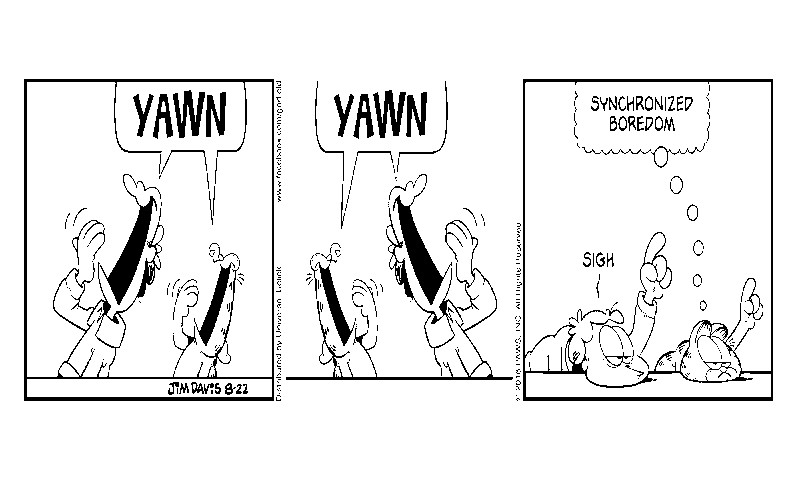 YAWN
JIM DAVIS 8-22
YAWN
SYNCHRONIZED
BOREDOM
SIGH